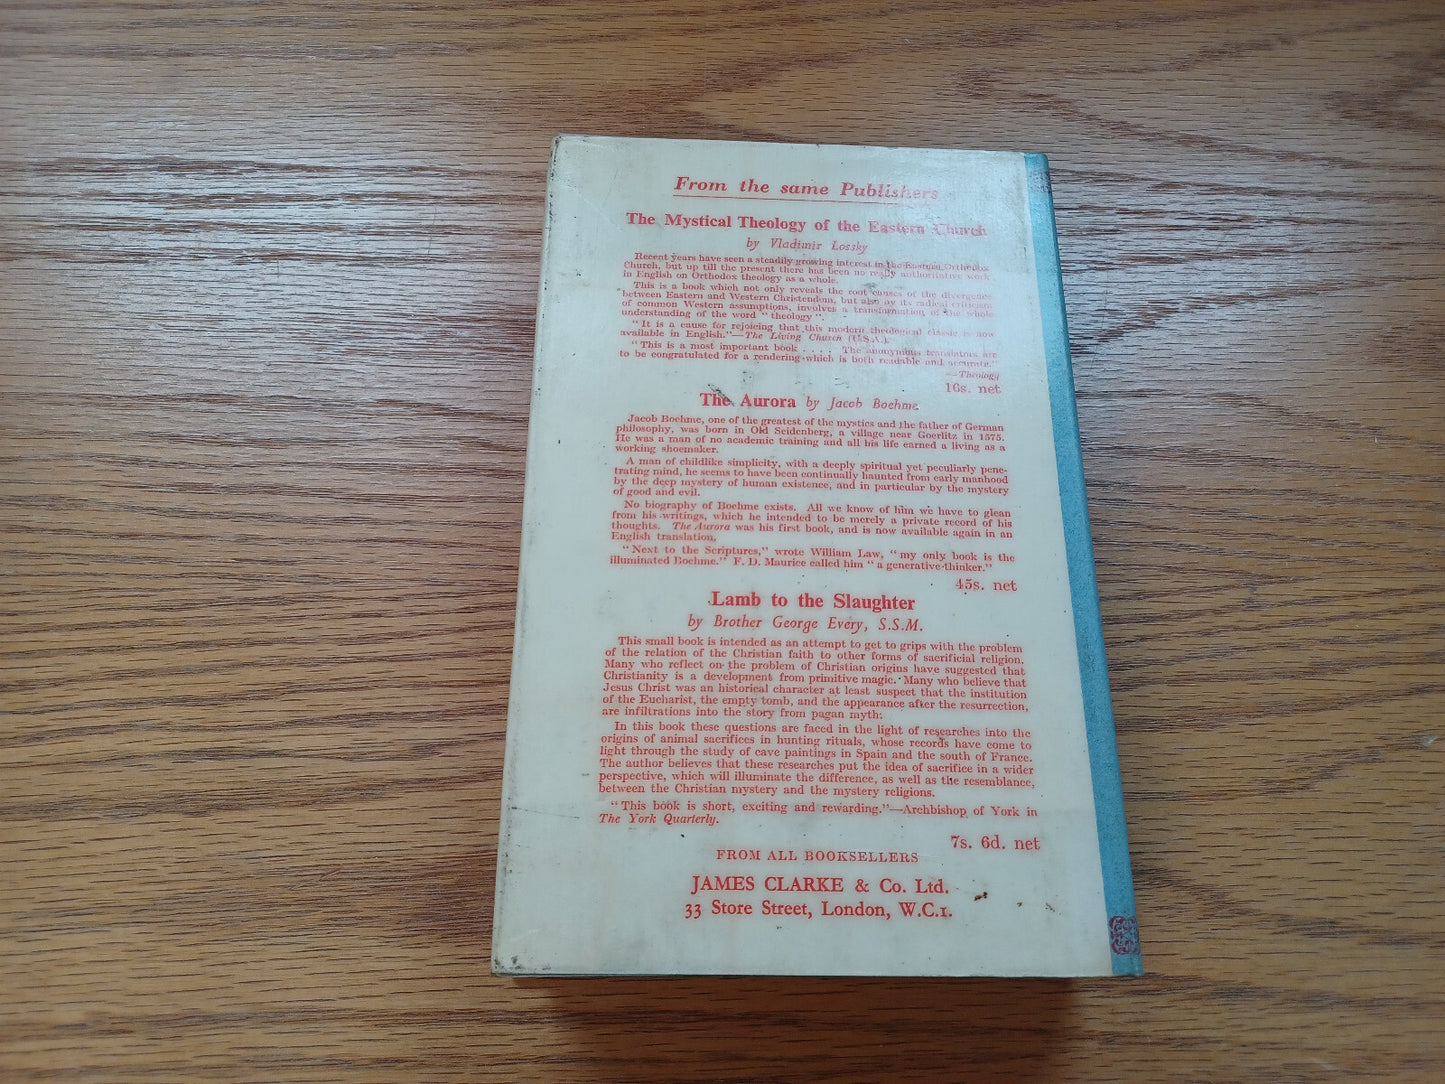 From the same Publishers
The Mystical Theology of the Eastern Church
by Vladimir Lossky
Recent years have seen a steadily growing interest in the Eastern Orthodox
Church, but up till the present there has been no really authoritative work
in English on Orthodox theology as a whole.
This is a book which not only reveals the root causes of the divergence
between Eastern and Western Christendom, but also by its radical criticism
of common Western assumptions, involves a transformation of the whole
understanding of the word "theology".
"It is a cause for rejoicing that this modern theological classic is now
available in English."—The Living Church (U.S.A.).
"This is a most important book . . . . The anonymous translators are
to be congratulated for a rendering which is both readable and accurate."
—Theology
16s. net
The Aurora by Jacob Boehme
Jacob Boehme, one of the greatest of the mystics and the father of German
philosophy, was born in Old Seidenberg, a village near Goerlitz in 1575.
He was a man of no academic training and all his life earned a living as a
working shoemaker.
A man of childlike simplicity, with a deeply spiritual yet peculiarly pene-
trating mind, he seems to have been continually haunted from early manhood
by the deep mystery of human existence, and in particular by the mystery
of good and evil.
No biography of Boehme exists. All we know of him we have to glean
from his writings, which he intended to be merely a private record of his
thoughts. The Aurora was his first book, and is now available again in an
English translation,
"Next to the Scriptures," wrote William Law, "my only book is the
illuminated Boehme." F. D. Maurice called him "a generative thinker."
45s. net
Lamb to the Slaughter
by Brother George Every, S.S.M.
This small book is intended as an attempt to get to grips with the problem
of the relation of the Christian faith to other forms of sacrificial religion.
Many who reflect on the problem of Christian origins have suggested that
Christianity is a development from primitive magic. Many who believe that
Jesus Christ was an historical character at least suspect that the institution
of the Eucharist, the empty tomb, and the appearance after the resurrection,
are infiltrations into the story from pagan myth.
In this book these questions are faced in the light of researches into the
origins of animal sacrifices in hunting rituals, whose records have come to
light through the study of cave paintings in Spain and the south of France.
The author believes that these researches put the idea of sacrifice in a wider
perspective, which will illuminate the difference, as well as the resemblance,
between the Christian mystery and the mystery religions.
"This book is short, exciting and rewarding."—Archbishop of York in
The York Quarterly.
7s. 6d. net
FROM ALL BOOKSELLERS
JAMES CLARKE & Co. Ltd.
33 Store Street, London, W.C.1.